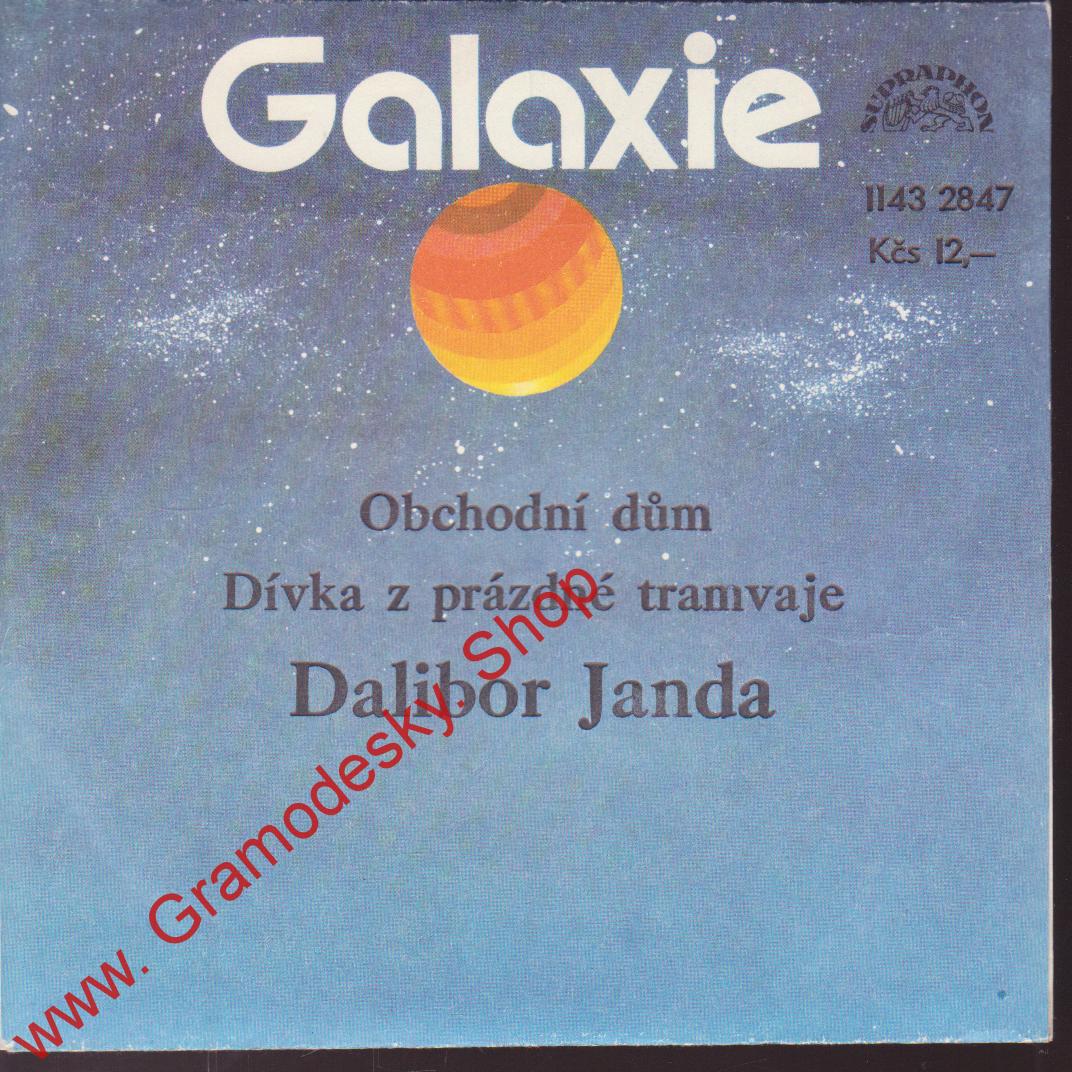 Galaxie
SUPRAPHON
1143 2847
Kčs 12,—
Obchodní dům
Dívka z prázdné tramvaje
Dalibor Janda
www. Gramodesky.Shop